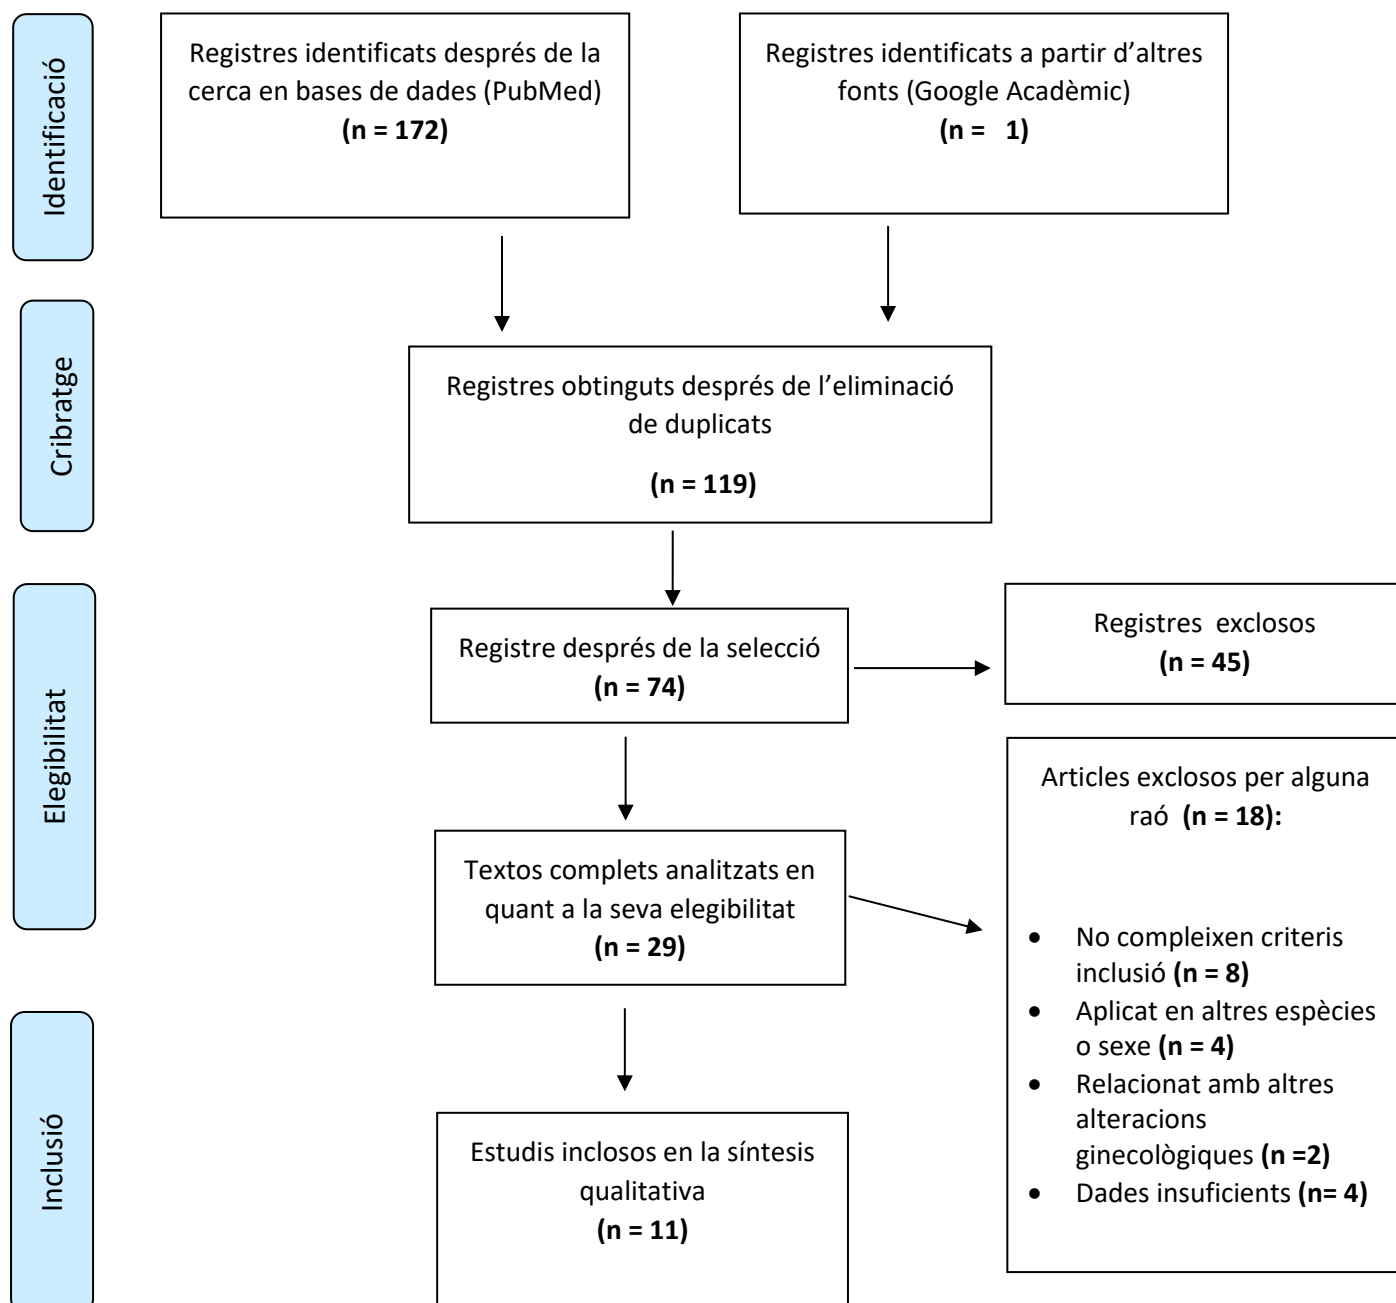 Identificació
Registres identificats després de la
cerca en bases de dades (PubMed)
(n = 172)
Registres identificats a partir d’altres
fonts (Google Acadèmic)
(n = 1)
Cribratge
Registres obtinguts després de l’eliminació
de duplicats
(n = 119)
Elegibilitat
Registre després de la selecció
(n = 74)
Registres exclosos
(n = 45)
Textos complets analitzats en
quant a la seva elegibilitat
(n = 29)
Articles exclosos per alguna
raó (n = 18):
• No compleixen criteris
inclusió (n = 8)
• Aplicat en altres espècies
o sexe (n = 4)
• Relacionat amb altres
alteracions
ginecològiques (n =2)
• Dades insuficients (n= 4)
Inclusió
Estudis inclosos en la síntesis
qualitativa
(n = 11)